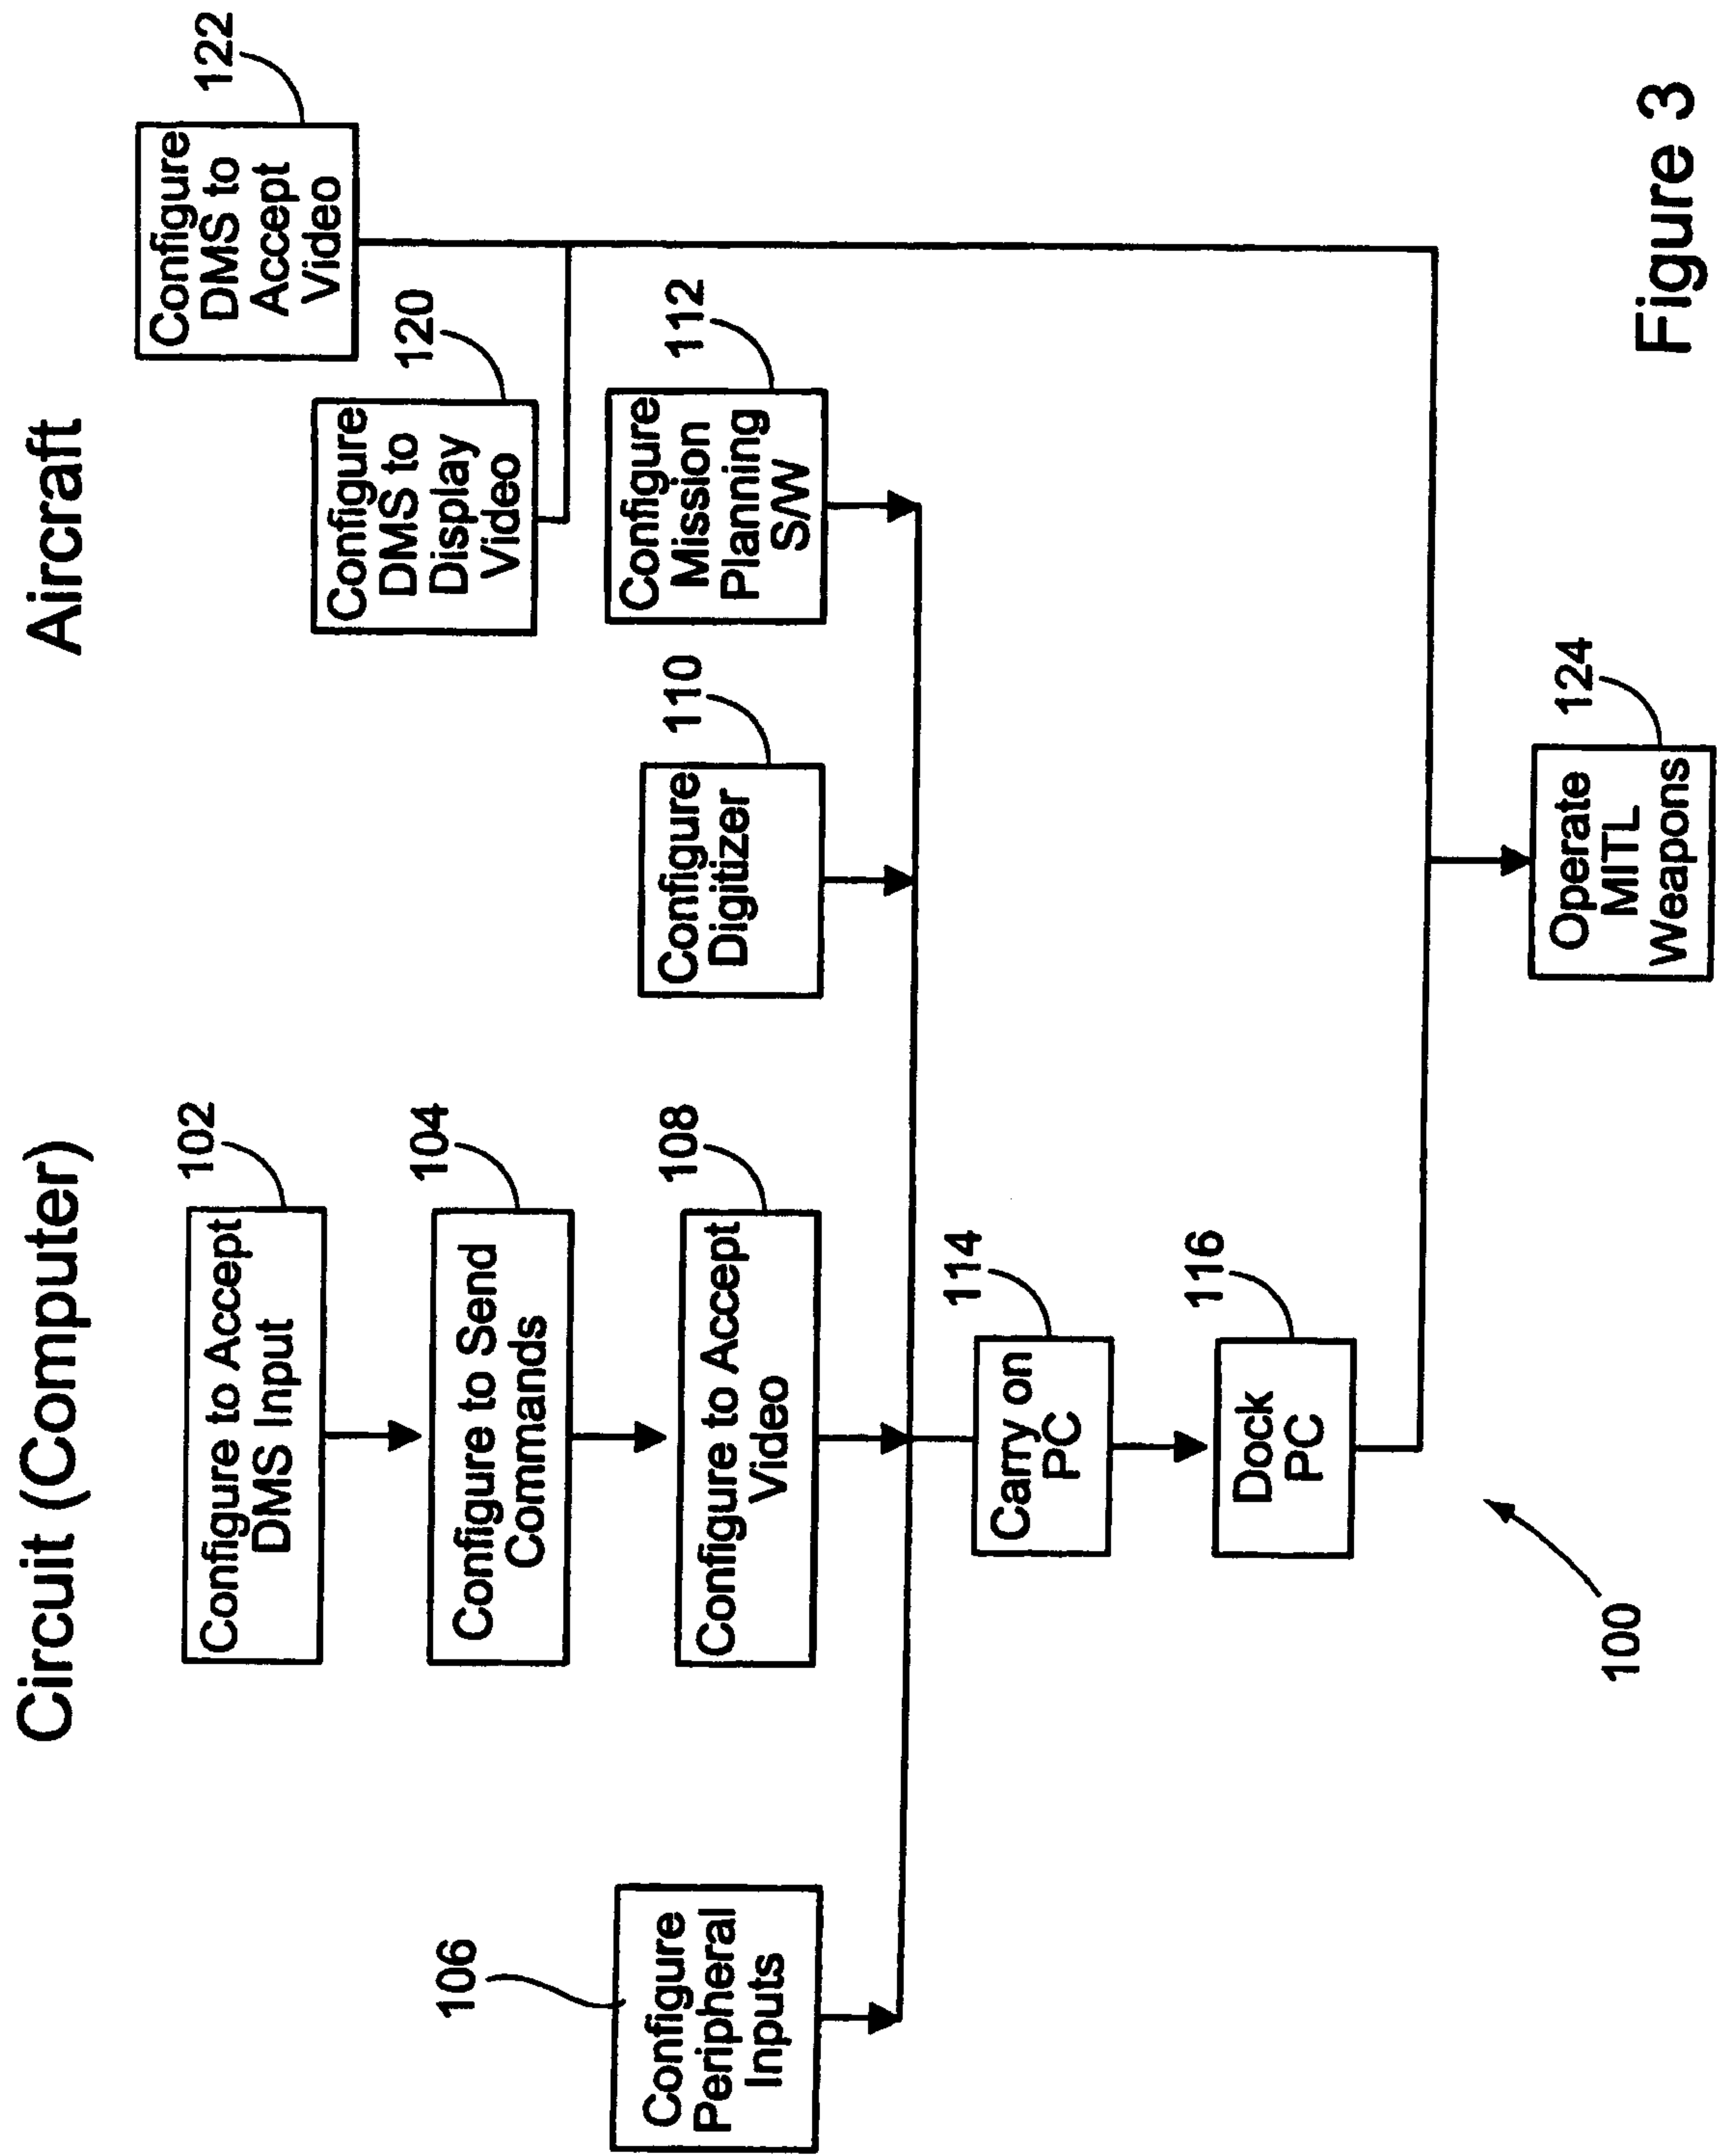 Circuit (Computer)
Aircraft
Configure to Accept
DMS Input
102
Configure to Send
Commands
104
106
Configure
Peripheral
Inputs
Configure to Accept
Video
108
Configure
Digitizer
110
Configure
Mission
Planning
S/W
112
Configure
DMS to
Display
Video
120
Configure
DMS to
Accept
Video
122
Carry on
PC
114
Dock
PC
116
Operate
MITL
Weapons
124
100
Figure 3